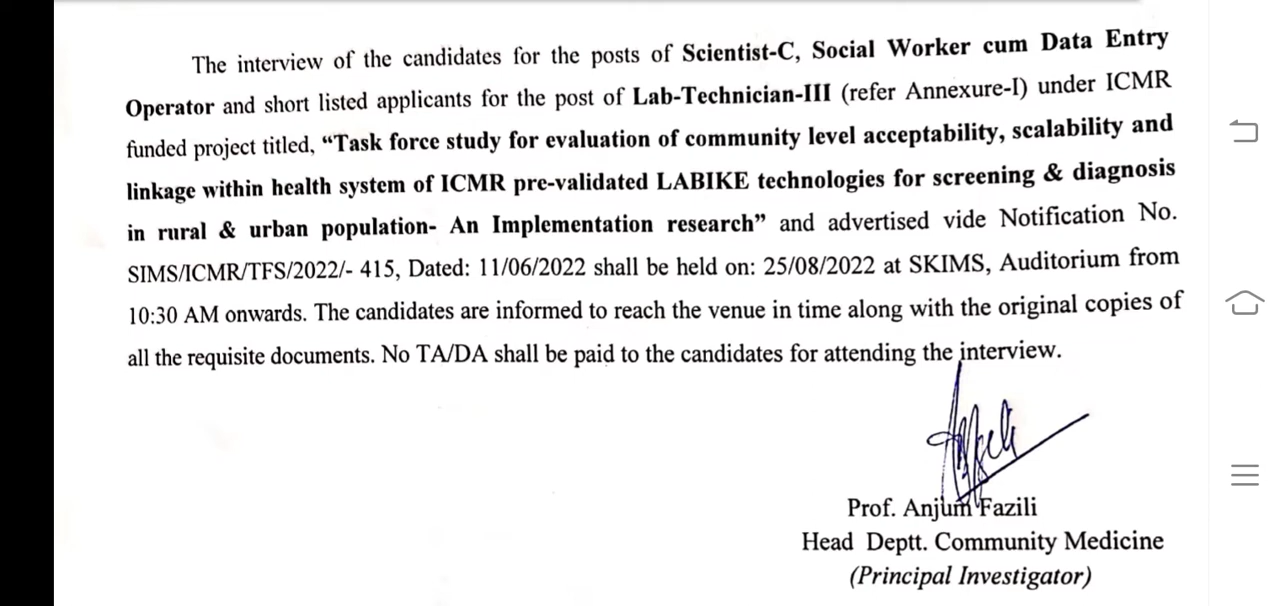 The interview of the candidates for the posts of Scientist-C, Social Worker cum Data Entry
Operator and short listed applicants for the post of Lab-Technician-III (refer Annexure-I) under ICMR
funded project titled, “Task force study for evaluation of community level acceptability, scalability and
linkage within health system of ICMR pre-validated LABIKE technologies for screening & diagnosis
in rural & urban population- An Implementation research” and advertised vide Notification No.
SIMS/ICMR/TFS/2022/- 415, Dated: 11/06/2022 shall be held on: 25/08/2022 at SKIMS, Auditorium from
10:30 AM onwards. The candidates are informed to reach the venue in time along with the original copies of
all the requisite documents. No TA/DA shall be paid to the candidates for attending the interview.
Prof. Anjum Fazili
Head Deptt. Community Medicine
(Principal Investigator)